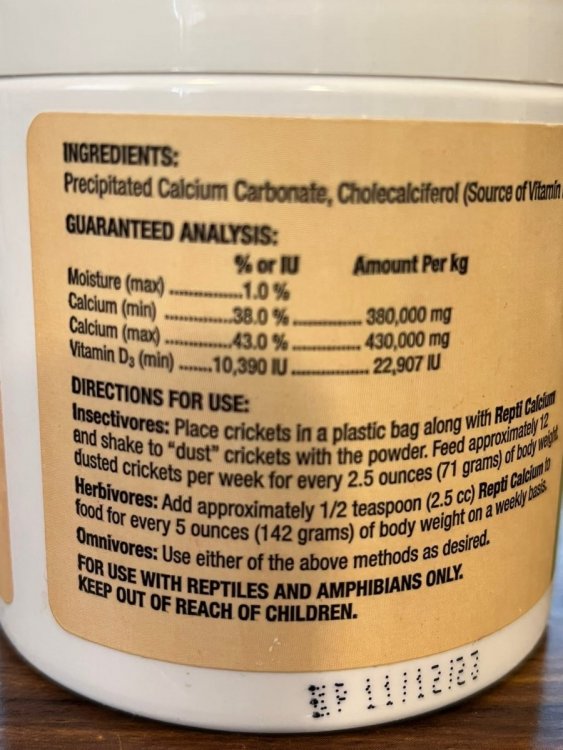 INGREDIENTS:
Precipitated Calcium Carbonate, Cholecalciferol (Source of Vitamin
GUARANTEED ANALYSIS:
% or IU Amount Per kg
Moisture (max) ..............1.0 %
Calcium (min) ..............38.0 % .............. 380,000 mg
Calcium (max) ..............43.0 % .............. 430,000 mg
Vitamin D3 (min) .......10,390 IU .............. 22,907 IU
DIRECTIONS FOR USE:
Insectivores: Place crickets in a plastic bag along with Repti Calcium
and shake to “dust” crickets with the powder. Feed approximately 12
dusted crickets per week for every 2.5 ounces (71 grams) of body weight.
Herbivores: Add approximately 1/2 teaspoon (2.5 cc) Repti Calcium to
food for every 5 ounces (142 grams) of body weight on a weekly basis.
Omnivores: Use either of the above methods as desired.
FOR USE WITH REPTILES AND AMPHIBIANS ONLY.
KEEP OUT OF REACH OF CHILDREN.
11/12/23